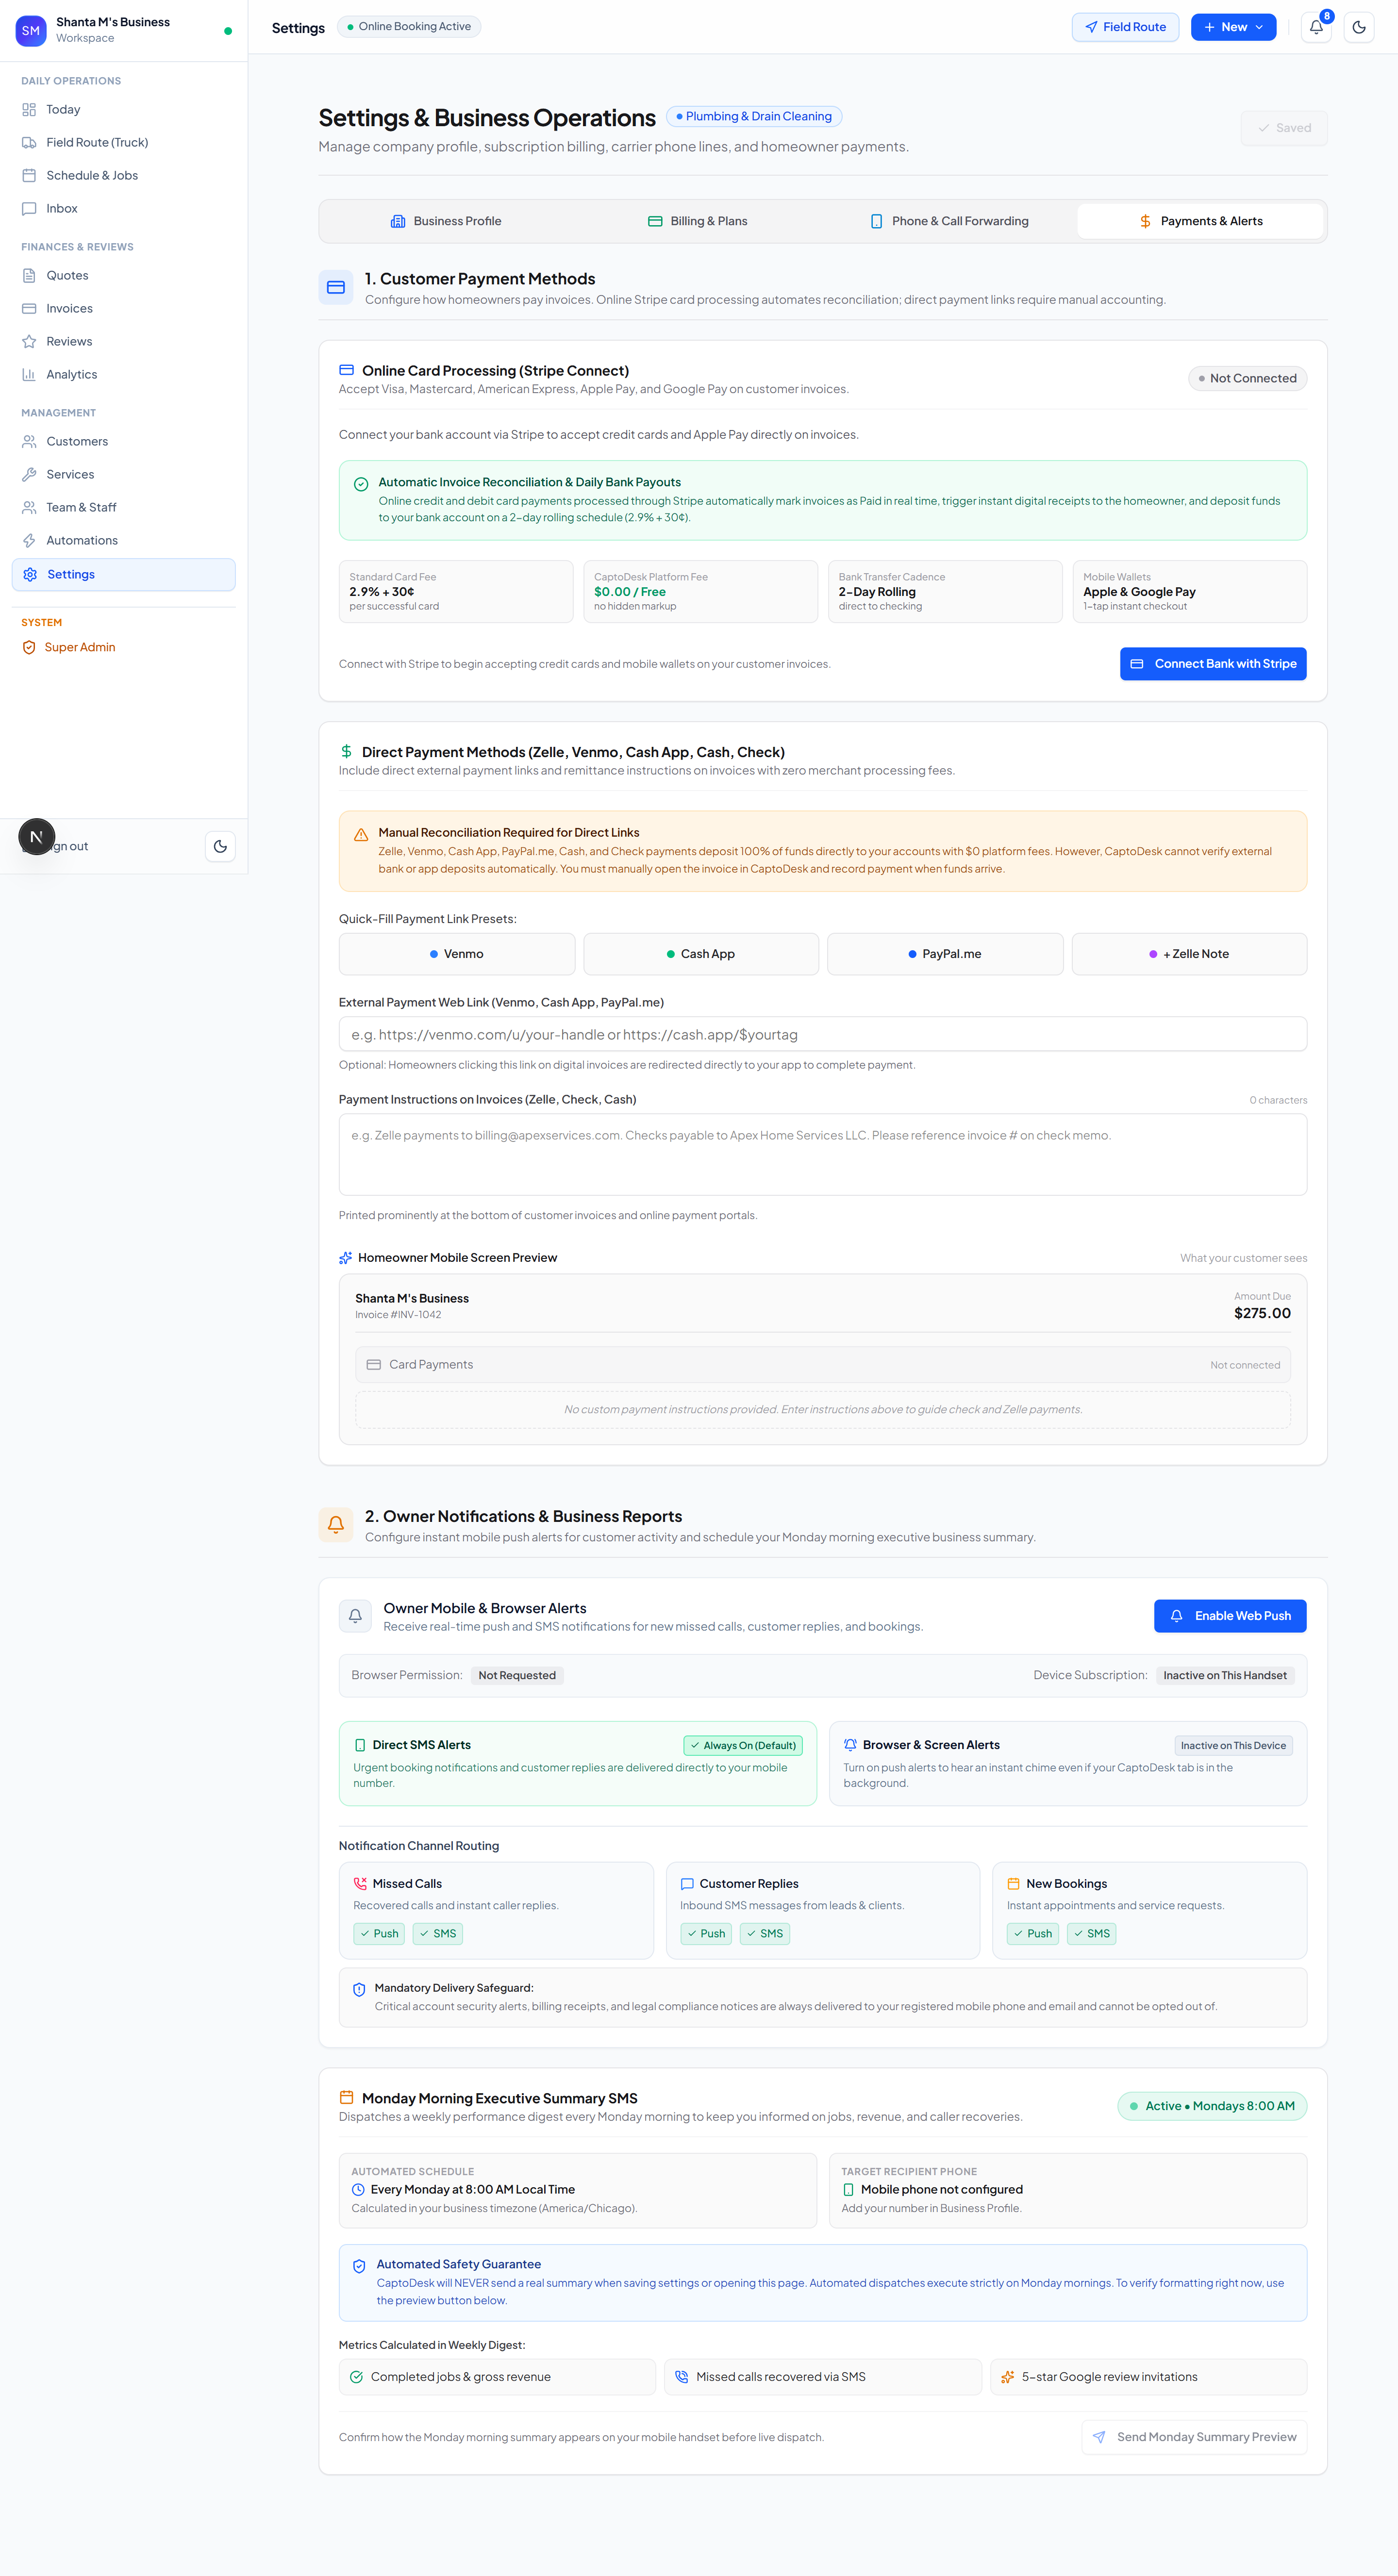 SM
Shanta M's Business
Workspace
DAILY OPERATIONS
Today
Field Route (Truck)
Schedule & Jobs
Inbox
FINANCES & REVIEWS
Quotes
Invoices
Reviews
Analytics
MANAGEMENT
Customers
Services
Team & Staff
Automations
Settings
SYSTEM
Super Admin
N
gn out
Settings
Online Booking Active
Field Route
New
8
Settings & Business Operations
Plumbing & Drain Cleaning
Manage company profile, subscription billing, carrier phone lines, and homeowner payments.
Saved
Business Profile
Billing & Plans
Phone & Call Forwarding
Payments & Alerts
1. Customer Payment Methods
Configure how homeowners pay invoices. Online Stripe card processing automates reconciliation; direct payment links require manual accounting.
Online Card Processing (Stripe Connect)
Accept Visa, Mastercard, American Express, Apple Pay, and Google Pay on customer invoices.
Not Connected
Connect your bank account via Stripe to accept credit cards and Apple Pay directly on invoices.
Automatic Invoice Reconciliation & Daily Bank Payouts
Online credit and debit card payments processed through Stripe automatically mark invoices as Paid in real time, trigger instant digital receipts to the homeowner, and deposit funds
to your bank account on a 2-day rolling schedule (2.9% + 30¢).
Standard Card Fee
2.9% + 30¢
per successful card
CaptoDesk Platform Fee
$0.00 / Free
no hidden markup
Bank Transfer Cadence
2-Day Rolling
direct to checking
Mobile Wallets
Apple & Google Pay
1-tap instant checkout
Connect with Stripe to begin accepting credit cards and mobile wallets on your customer invoices.
Connect Bank with Stripe
Direct Payment Methods (Zelle, Venmo, Cash App, Cash, Check)
Include direct external payment links and remittance instructions on invoices with zero merchant processing fees.
Manual Reconciliation Required for Direct Links
Zelle, Venmo, Cash App, PayPal.me, Cash, and Check payments deposit 100% of funds directly to your accounts with $0 platform fees. However, CaptoDesk cannot verify external
bank or app deposits automatically. You must manually open the invoice in CaptoDesk and record payment when funds arrive.
Quick-Fill Payment Link Presets:
Venmo
Cash App
PayPal.me
+ Zelle Note
External Payment Web Link (Venmo, Cash App, PayPal.me)
e.g. https://venmo.com/u/your-handle or https://cash.app/$yourtag
Optional: Homeowners clicking this link on digital invoices are redirected directly to your app to complete payment.
Payment Instructions on Invoices (Zelle, Check, Cash)
0 characters
e.g. Zelle payments to billing@apexservices.com. Checks payable to Apex Home Services LLC. Please reference invoice # on check memo.
Printed prominently at the bottom of customer invoices and online payment portals.
Homeowner Mobile Screen Preview
What your customer sees
Shanta M's Business
Invoice #INV-1042
Amount Due
$275.00
Card Payments
Not connected
No custom payment instructions provided. Enter instructions above to guide check and Zelle payments.
2. Owner Notifications & Business Reports
Configure instant mobile push alerts for customer activity and schedule your Monday morning executive business summary.
Owner Mobile & Browser Alerts
Receive real-time push and SMS notifications for new missed calls, customer replies, and bookings.
Enable Web Push
Browser Permission:
Not Requested
Device Subscription:
Inactive on This Handset
Direct SMS Alerts
Always On (Default)
Urgent booking notifications and customer replies are delivered directly to your mobile
number.
Browser & Screen Alerts
Inactive on This Device
Turn on push alerts to hear an instant chime even if your CaptoDesk tab is in the
background.
Notification Channel Routing
Missed Calls
Recovered calls and instant caller replies.
Push
SMS
Customer Replies
Inbound SMS messages from leads & clients.
Push
SMS
New Bookings
Instant appointments and service requests.
Push
SMS
Mandatory Delivery Safeguard:
Critical account security alerts, billing receipts, and legal compliance notices are always delivered to your registered mobile phone and email and cannot be opted out of.
Monday Morning Executive Summary SMS
Dispatches a weekly performance digest every Monday morning to keep you informed on jobs, revenue, and caller recoveries.
Active • Mondays 8:00 AM
AUTOMATED SCHEDULE
Every Monday at 8:00 AM Local Time
Calculated in your business timezone (America/Chicago).
TARGET RECIPIENT PHONE
Mobile phone not configured
Add your number in Business Profile.
Automated Safety Guarantee
CaptoDesk will NEVER send a real summary when saving settings or opening this page. Automated dispatches execute strictly on Monday mornings. To verify formatting right now, use
the preview button below.
Metrics Calculated in Weekly Digest:
Completed jobs & gross revenue
Missed calls recovered via SMS
5-star Google review invitations
Confirm how the Monday morning summary appears on your mobile handset before live dispatch.
Send Monday Summary Preview